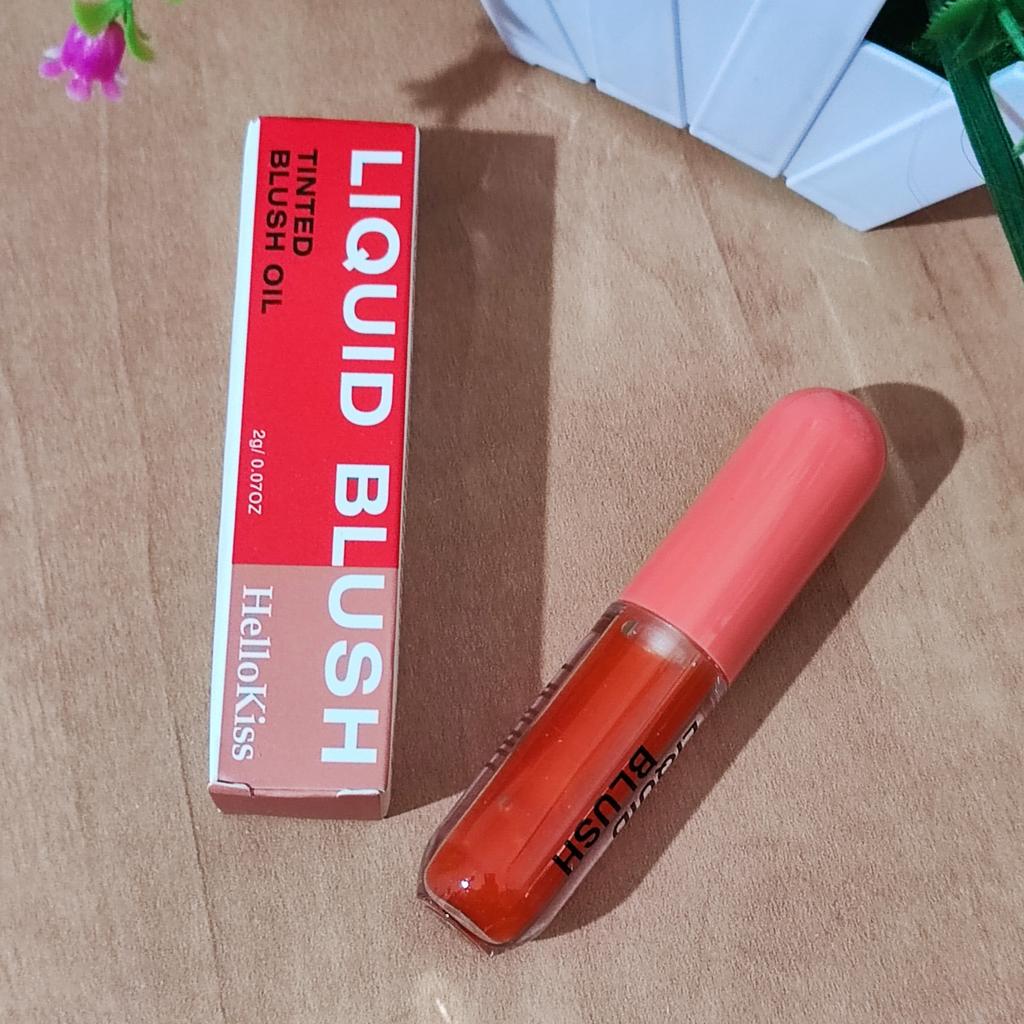 LIQUID BLUSH
TINTED
BLUSH OIL
2g/ 0.07OZ
HelloKiss
LIQUID
BLUSH